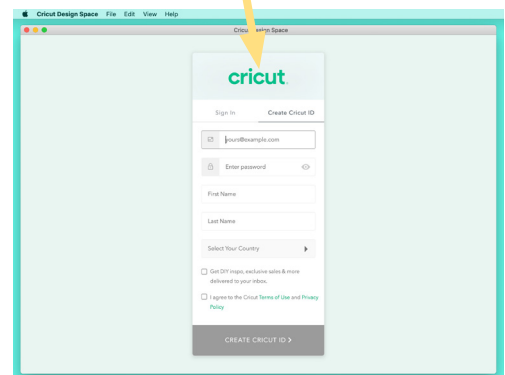 Cricut Design Space File Edit View Help
Cricut Design Space
cricut.
Sign In Create Cricut ID
yours@example.com
Enter password
First Name
Last Name
Select Your Country
Get DIY inspo, exclusive sales & more
delivered to your inbox.
I agree to the Cricut Terms of Use and Privacy
Policy
CREATE CRICUT ID >